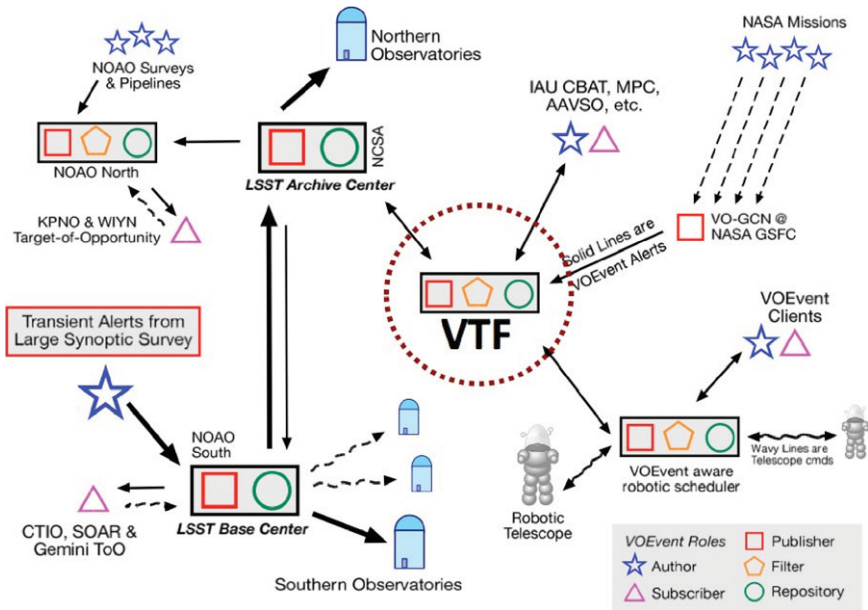 NOAO Surveys
& Pipelines
Northern
Observatories
NASA Missions
IAU CBAT, MPC,
AAVSO, etc.
NCSA
NOAO North
LSST Archive Center
KPNO & WIYN
Target-of-Opportunity
VO-GCN @
NASA GSFC
Solid Lines are
VOEvent Alerts
VTF
VOEvent
Clients
Transient Alerts from
Large Synoptic Survey
NOAO
South
LSST Base Center
CTIO, SOAR &
Gemini ToO
Southern Observatories
Robotic
Telescope
VOEvent aware
robotic scheduler
Wavy Lines are
Telescope cmds
VOEvent Roles
Author
Subscriber
Publisher
Filter
Repository